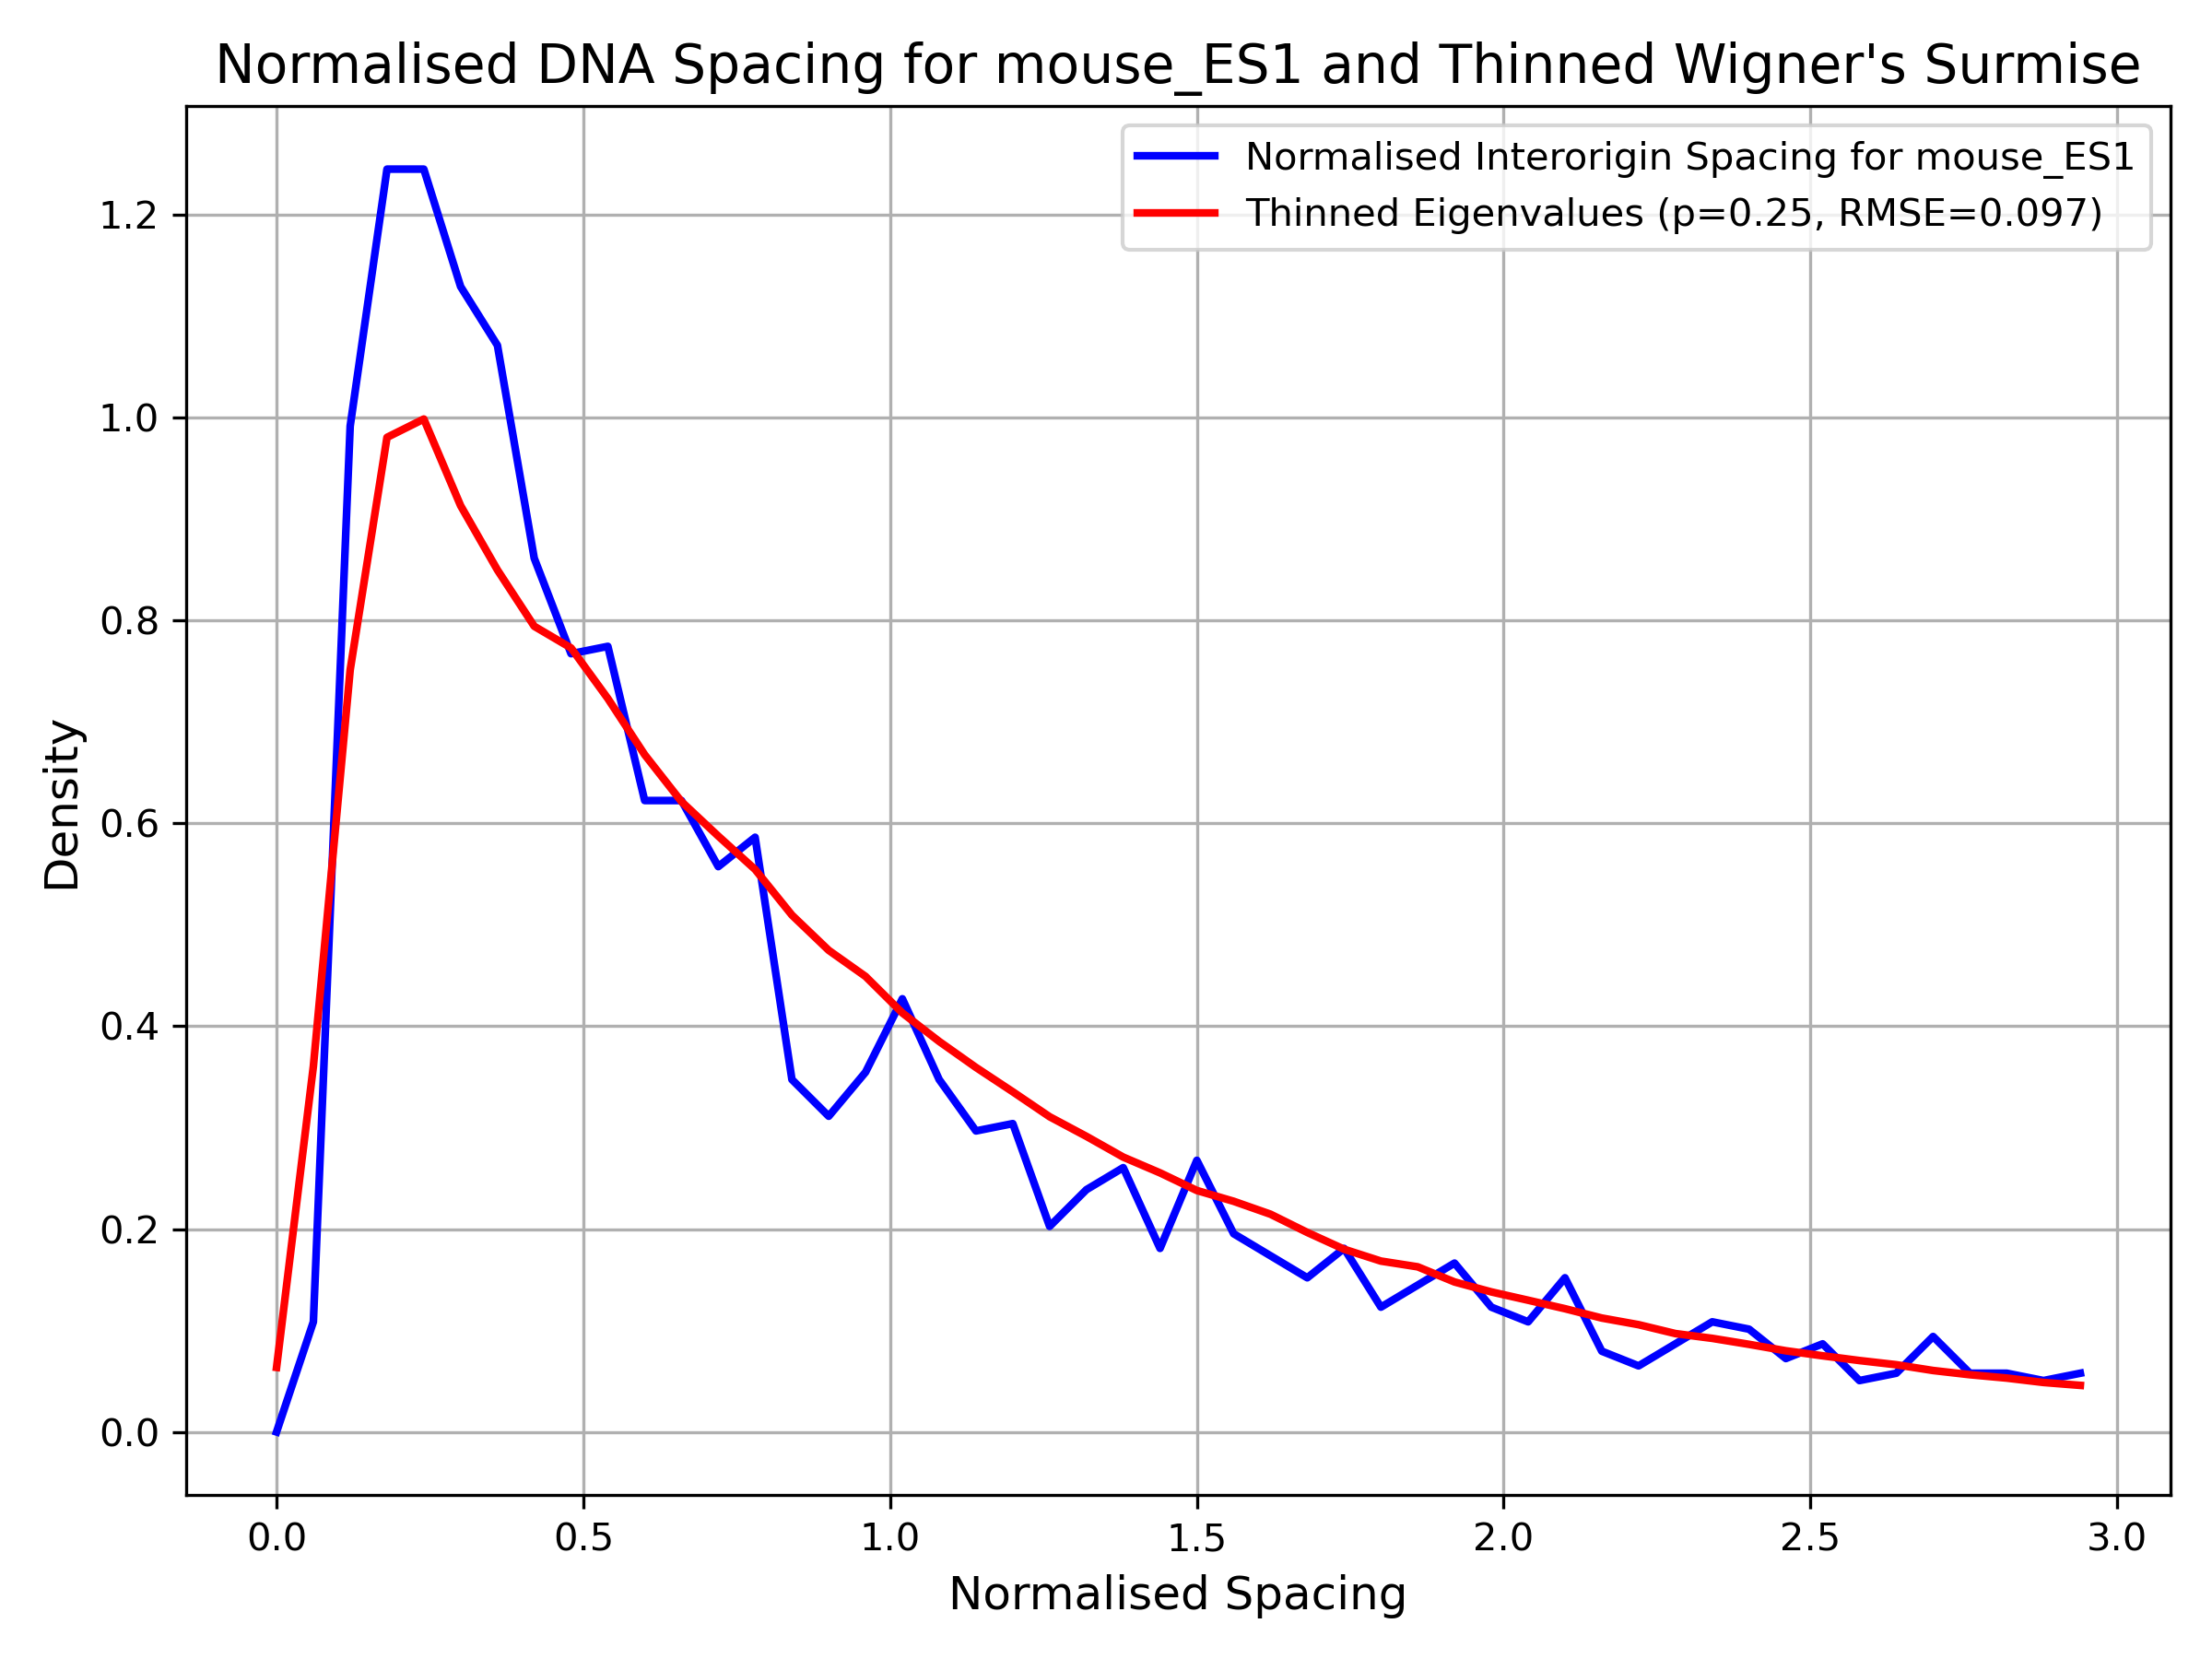 Normalised DNA Spacing for mouse_ES1 and Thinned Wigner's Surmise
Normalised Interorigin Spacing for mouse_ES1
Thinned Eigenvalues (p=0.25, RMSE=0.097)
Density
1.2
1.0
0.8
0.6
0.4
0.2
0.0
0.0 0.5 1.0 1.5 2.0 2.5 3.0
Normalised Spacing